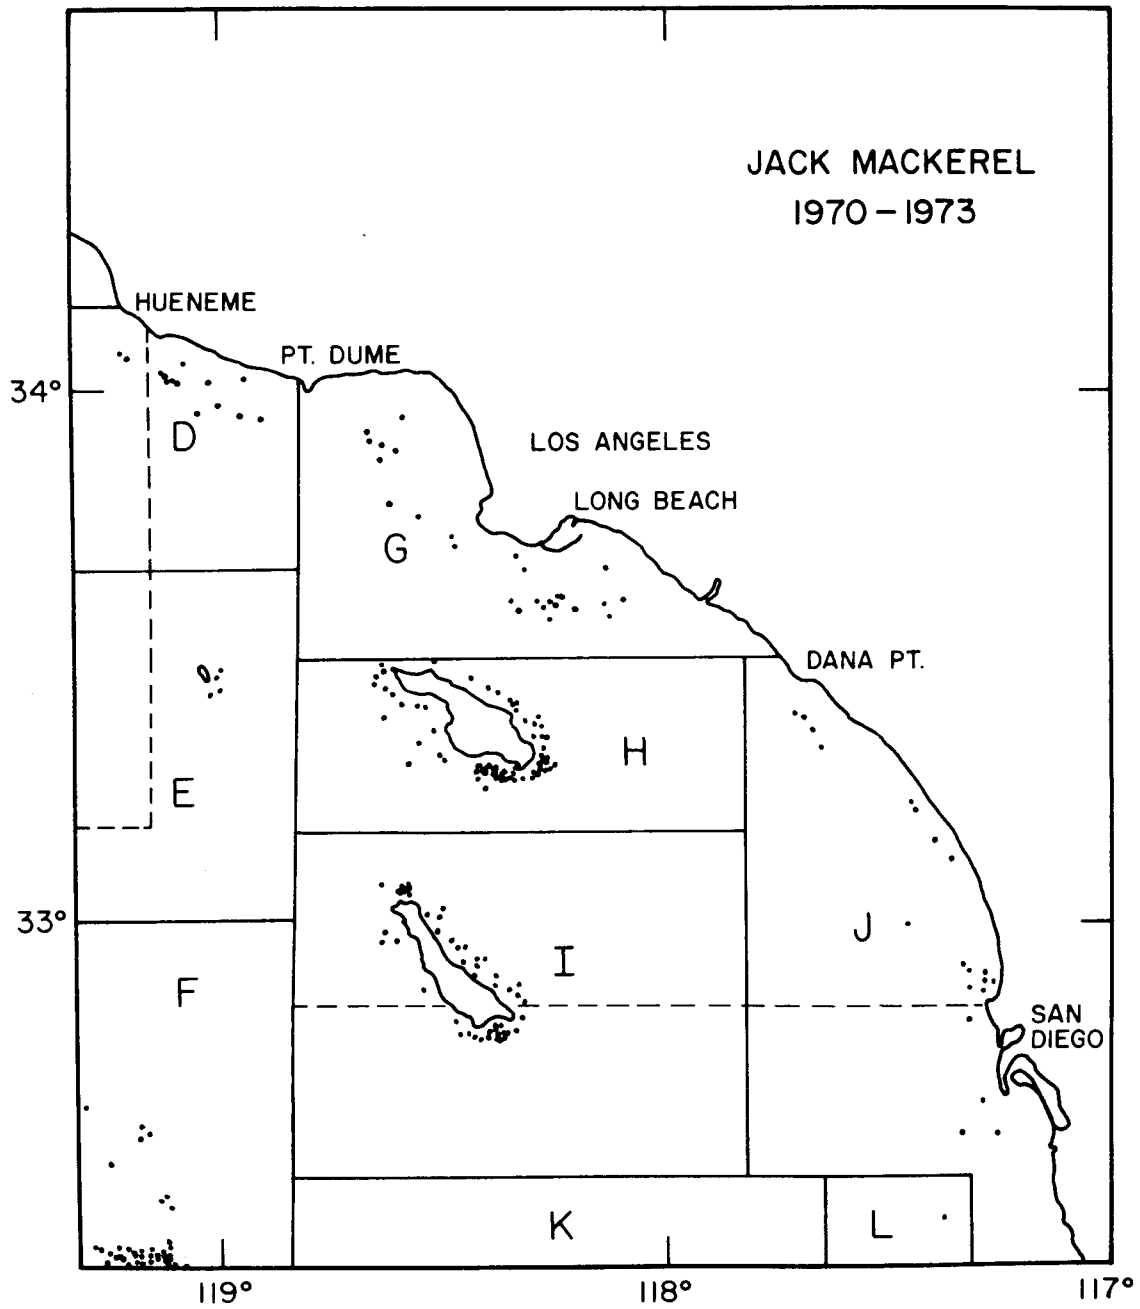 JACK MACKEREL
1970 – 1973
HUENEME
PT. DUME
34°
D
LOS ANGELES
LONG BEACH
G
DANA PT.
H
E
33°
J
I
F
SAN
DIEGO
K
L
119°
118°
117°